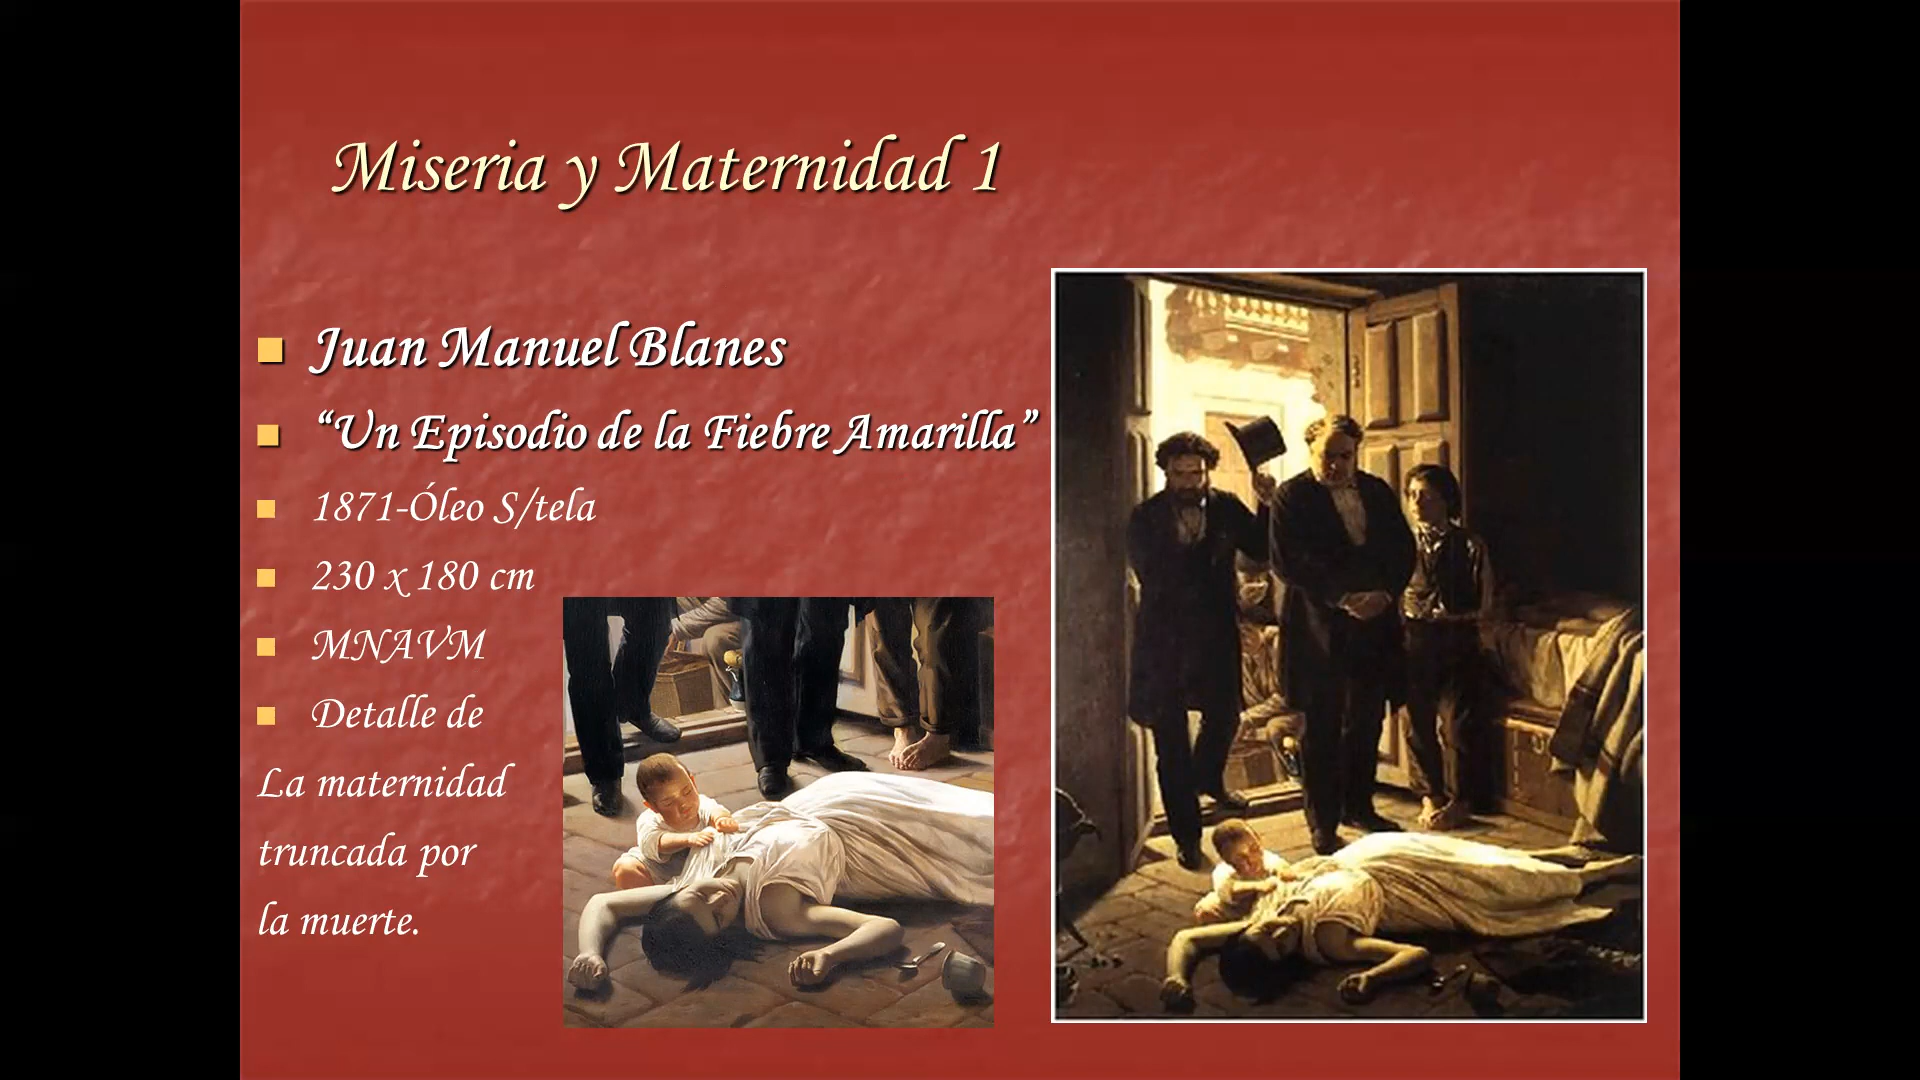 Miseria y Maternidad 1
Juan Manuel Blanes
“Un Episodio de la Fiebre Amarilla”
1871-Óleo S/tela
230 x 180 cm
MNAVM
Detalle de
La maternidad
truncada por
la muerte.